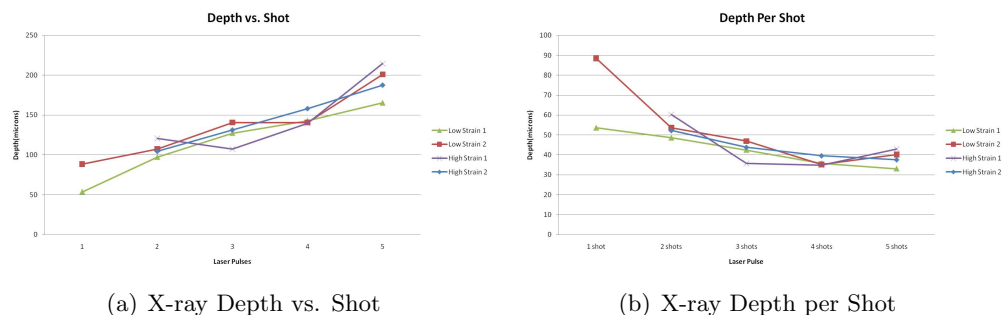 Depth vs. Shot
250
200
150
100
50
0
Depth(microns)
1 2 3 4 5
Laser Pulses
Low Strain 1
Low Strain 2
High Strain 1
High Strain 2
(a) X-ray Depth vs. Shot
Depth Per Shot
100
90
80
70
60
50
40
30
20
10
0
Depth(microns)
1 shot 2 shots 3 shots 4 shots 5 shots
Laser Pulse
Low Strain 1
Low Strain 2
High Strain 1
High Strain 2
(b) X-ray Depth per Shot